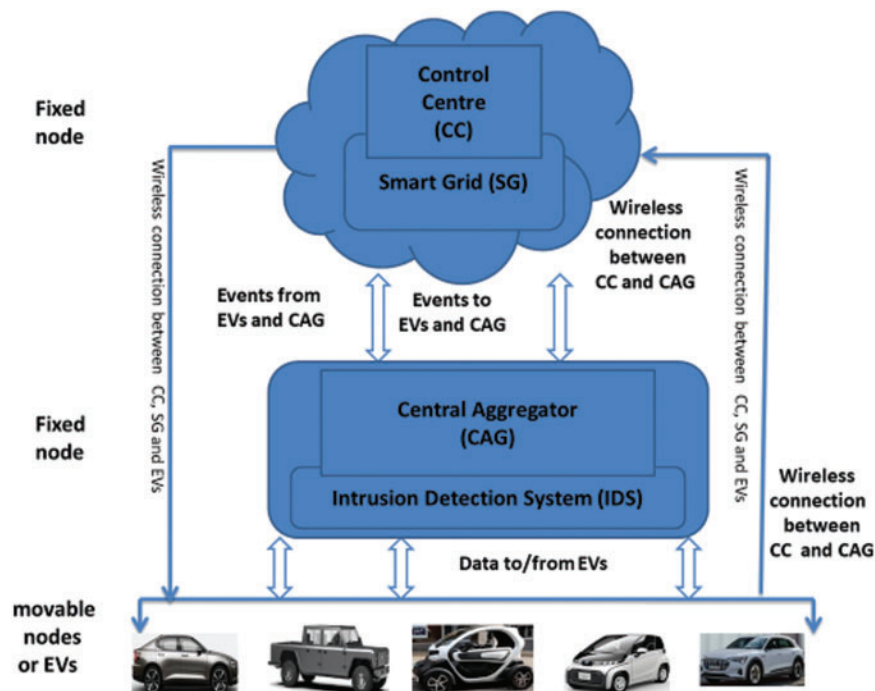 Control
Centre
(CC)
Smart Grid (SG)
Fixed
node
Wireless connection between CC, SG and EVs
Wireless
connection
between
CC and CAG
Wireless connection between CC, SG and EVs
Events from
EVs and CAG
Events to
EVs and CAG
Central Aggregator
(CAG)
Intrusion Detection System (IDS)
Fixed
node
Wireless
connection
between
CC and CAG
Data to/from EVs
movable
nodes
or EVs